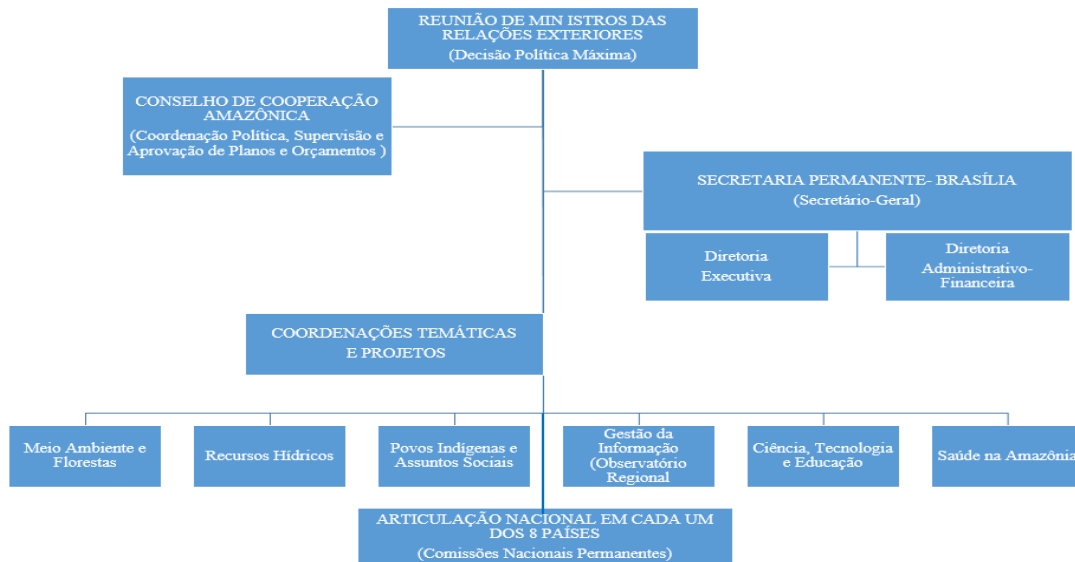 REUNIÃO DE MIN ISTROS DAS
RELAÇÕES EXTERIORES
(Decisão Política Máxima)
CONSELHO DE COOPERAÇÃO
AMAZÔNICA
(Coordenação Política, Supervisão e
Aprovação de Planos e Orçamentos )
SECRETARIA PERMANENTE- BRASÍLIA
(Secretário-Geral)
Diretoria
Executiva
Diretoria
Administrativo-
Financeira
COORDENAÇÕES TEMÁTICAS
E PROJETOS
Meio Ambiente e
Florestas
Recursos Hídricos
Povos Indígenas e
Assuntos Sociais
Gestão da
Informação
(Observatório
Regional
Ciência, Tecnologia
e Educação
Saúde na Amazônia
ARTICULAÇÃO NACIONAL EM CADA UM
DOS 8 PAÍSES
(Comissões Nacionais Permanentes)